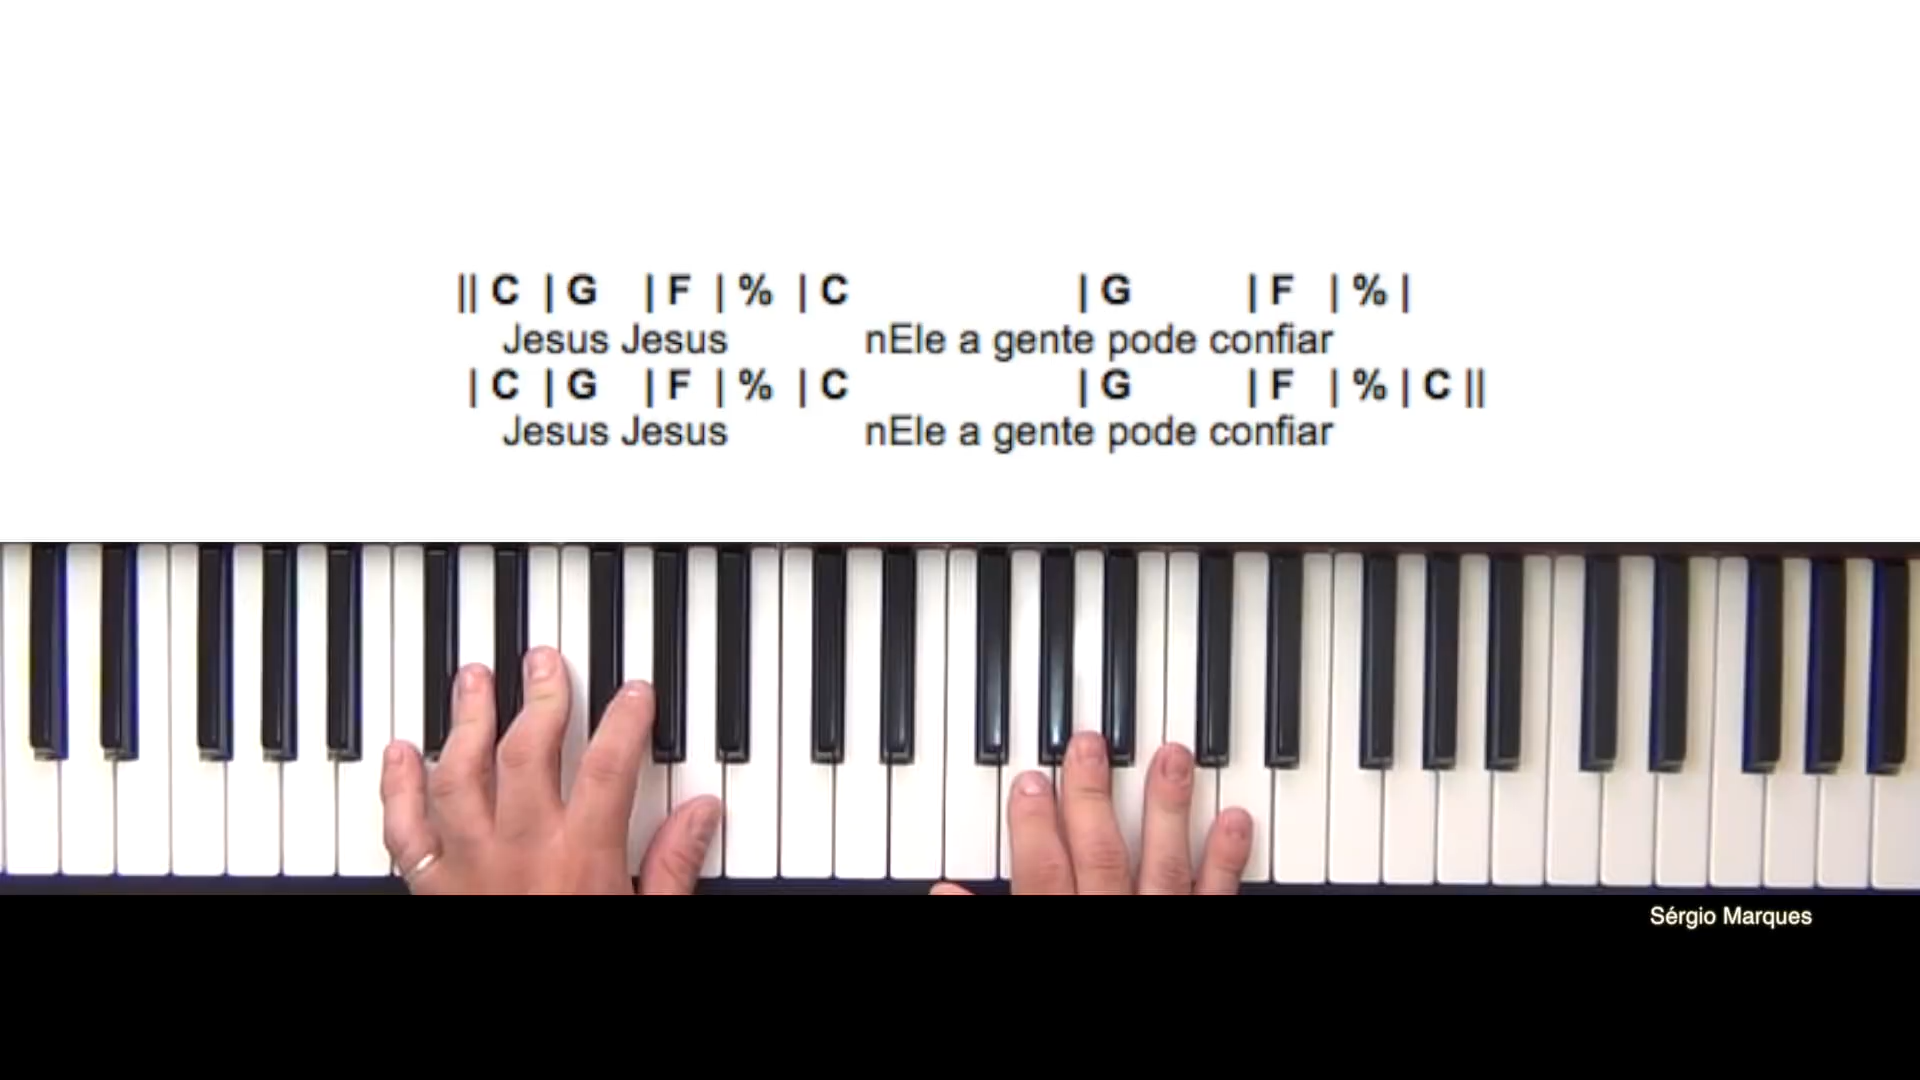 || C | G | F | % | C | G | F | % |
Jesus Jesus nEle a gente pode confiar
| C | G | F | % | C | G | F | % | C ||
Jesus Jesus nEle a gente pode confiar
Sérgio Marques